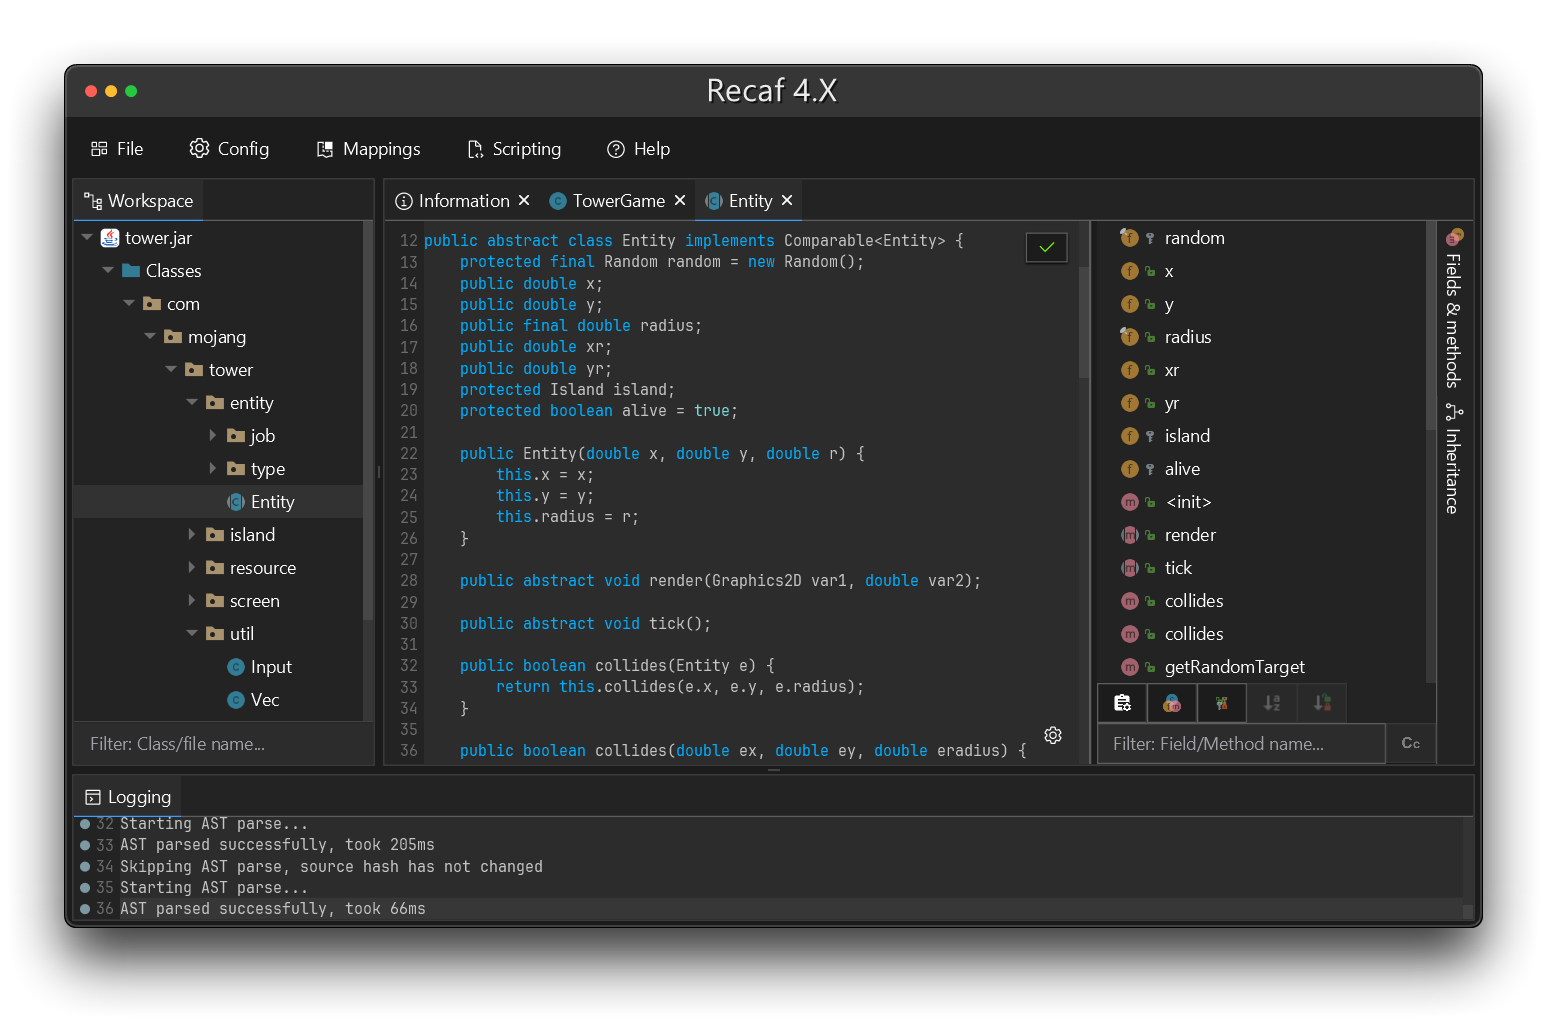 Recaf 4.X
File Config Mappings Scripting Help
Workspace
tower.jar
Classes
com
mojang
tower
entity
job
type
Entity
island
resource
screen
util
Input
Vec
Filter: Class/file name...
Information TowerGame Entity
12 public abstract class Entity implements Comparable<Entity> {
13     protected final Random random = new Random();
14     public double x;
15     public double y;
16     public final double radius;
17     public double xr;
18     public double yr;
19     protected Island island;
20     protected boolean alive = true;
21
22     public Entity(double x, double y, double r) {
23         this.x = x;
24         this.y = y;
25         this.radius = r;
26     }
27
28     public abstract void render(Graphics2D var1, double var2);
29
30     public abstract void tick();
31
32     public boolean collides(Entity e) {
33         return this.collides(e.x, e.y, e.radius);
34     }
35
36     public boolean collides(double ex, double ey, double eradius) {
random
x
y
radius
xr
yr
island
alive
<init>
render
tick
collides
collides
getRandomTarget
Filter: Field/Method name... Cc
Fields & methods
Inheritance
Logging
32 Starting AST parse...
33 AST parsed successfully, took 205ms
34 Skipping AST parse, source hash has not changed
35 Starting AST parse...
36 AST parsed successfully, took 66ms